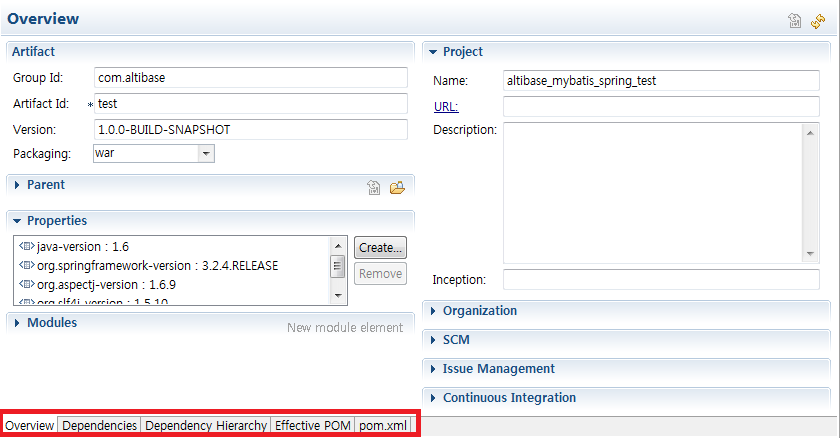 Overview
Artifact
Group Id: com.altibase
Artifact Id: * test
Version: 1.0.0-BUILD-SNAPSHOT
Packaging: war
Parent
Properties
java-version : 1.6
org.springframework-version : 3.2.4.RELEASE
org.aspectj-version : 1.6.9
org.slf4j-version : 1.5.10
Create...
Remove
Modules
New module element
Project
Name: altibase_mybatis_spring_test
URL:
Description:
Inception:
Organization
SCM
Issue Management
Continuous Integration
Overview Dependencies Dependency Hierarchy Effective POM pom.xml